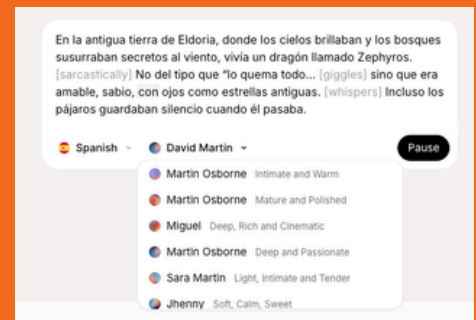 En la antigua tierra de Eldoria, donde los cielos brillaban y los bosques
susurraban secretos al viento, vivía un dragón llamado Zephyros.
[sarcastically] No del tipo que “lo quema todo... [giggles] sino que era
amable, sabio, con ojos como estrellas antiguas. [whispers] Incluso los
pájaros guardaban silencio cuando él pasaba.
Spanish David Martin Pause
Martin Osborne Intimate and Warm
Martin Osborne Mature and Polished
Miguel Deep, Rich and Cinematic
Martin Osborne Deep and Passionate
Sara Martin Light, Intimate and Tender
Jhenny Soft, Calm, Sweet